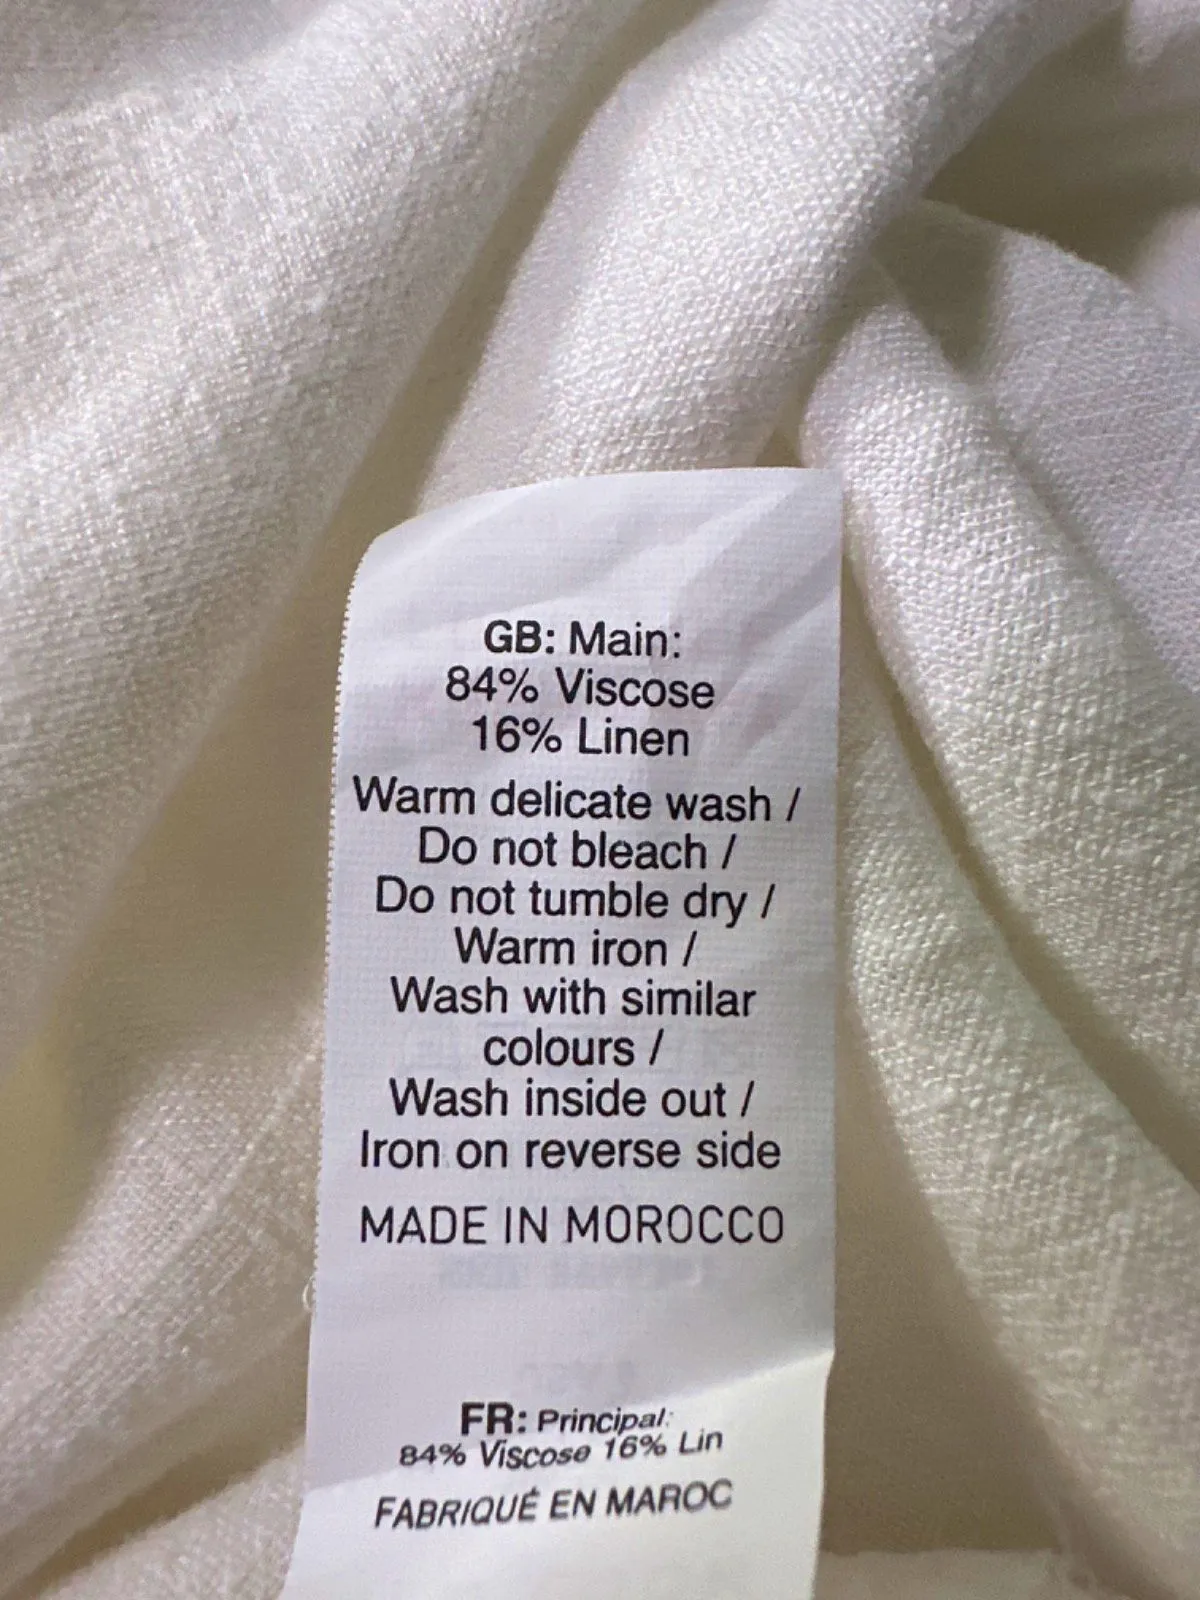 GB: Main:
84% Viscose
16% Linen
Warm delicate wash /
Do not bleach /
Do not tumble dry /
Warm iron /
Wash with similar
colours /
Wash inside out /
Iron on reverse side
MADE IN MOROCCO
FR: Principal:
84% Viscose 16% Lin
FABRIQUÉ EN MAROC